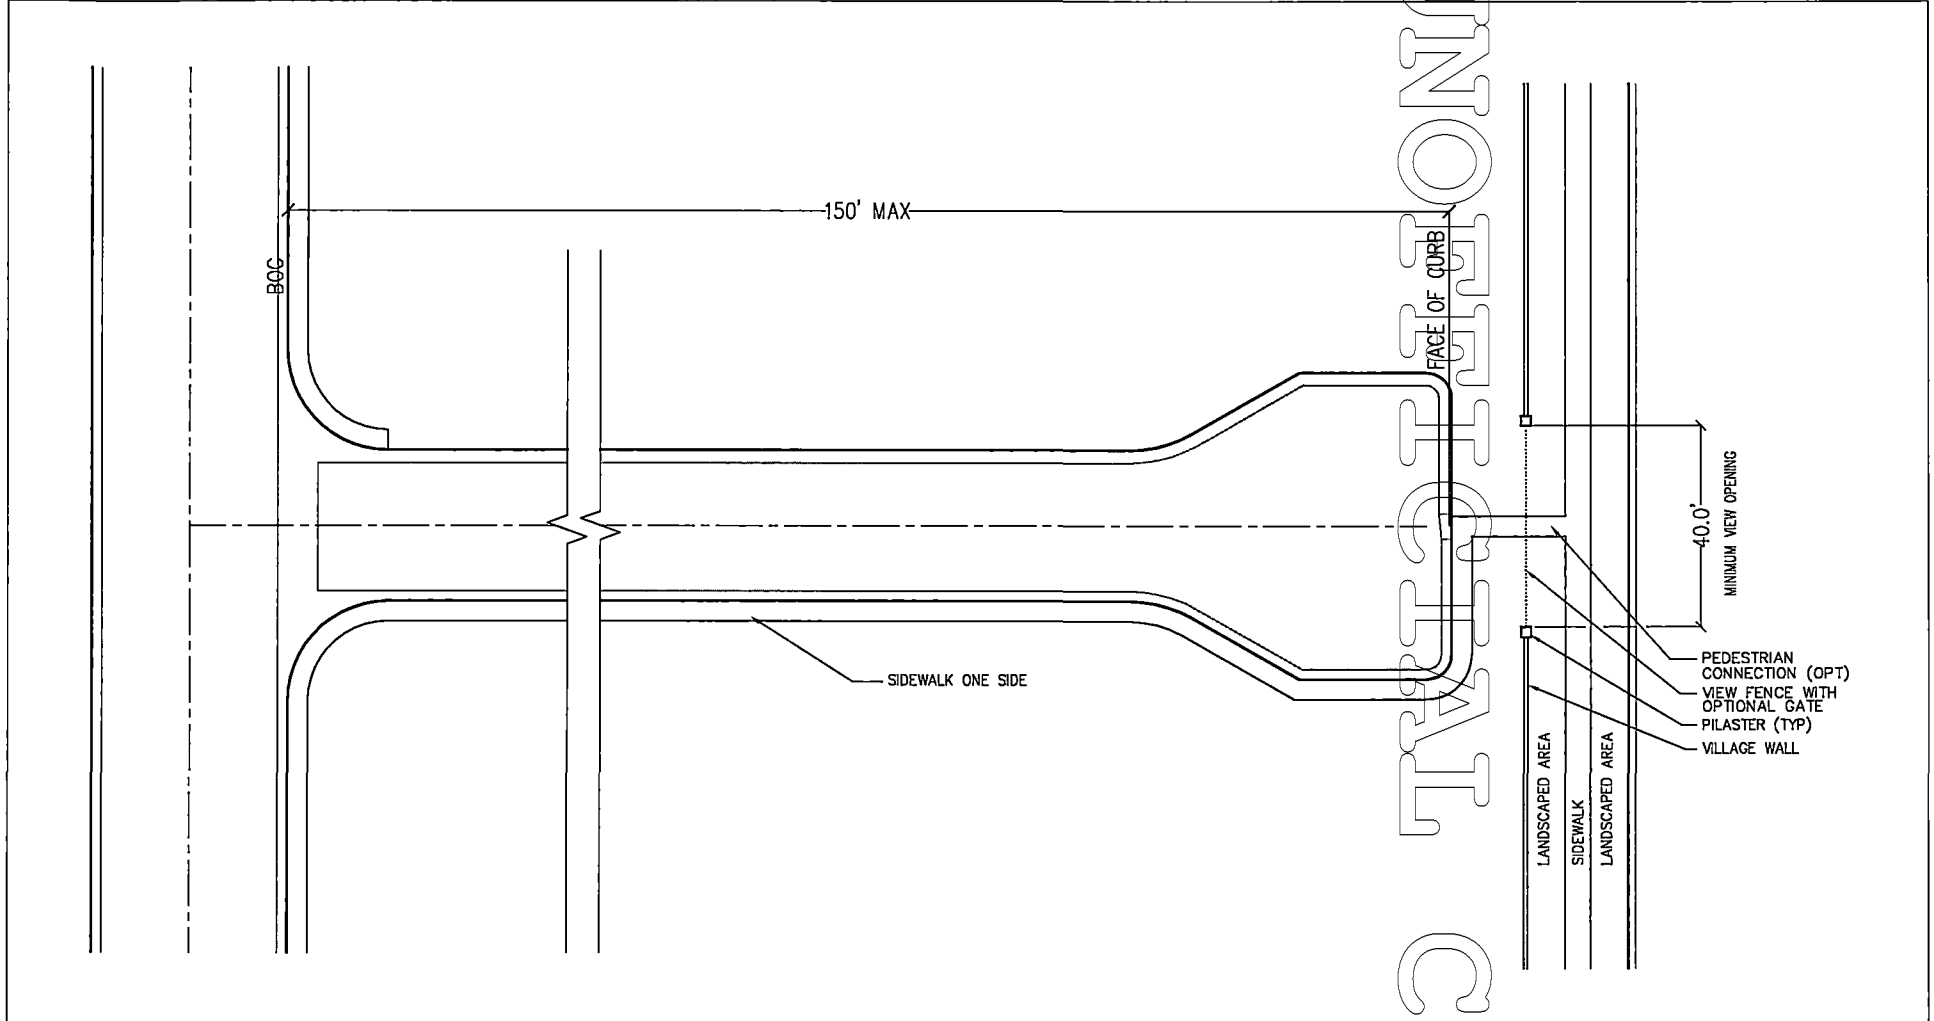 150' MAX
BOC
FACE OF CURB
40.0'
MINIMUM VIEW OPENING
SIDEWALK ONE SIDE
PEDESTRIAN
CONNECTION (OPT)
VIEW FENCE WITH
OPTIONAL GATE
PILASTER (TYP)
VILLAGE WALL
LANDSCAPED AREA
SIDEWALK
LANDSCAPED AREA
UNOFFICIAL C